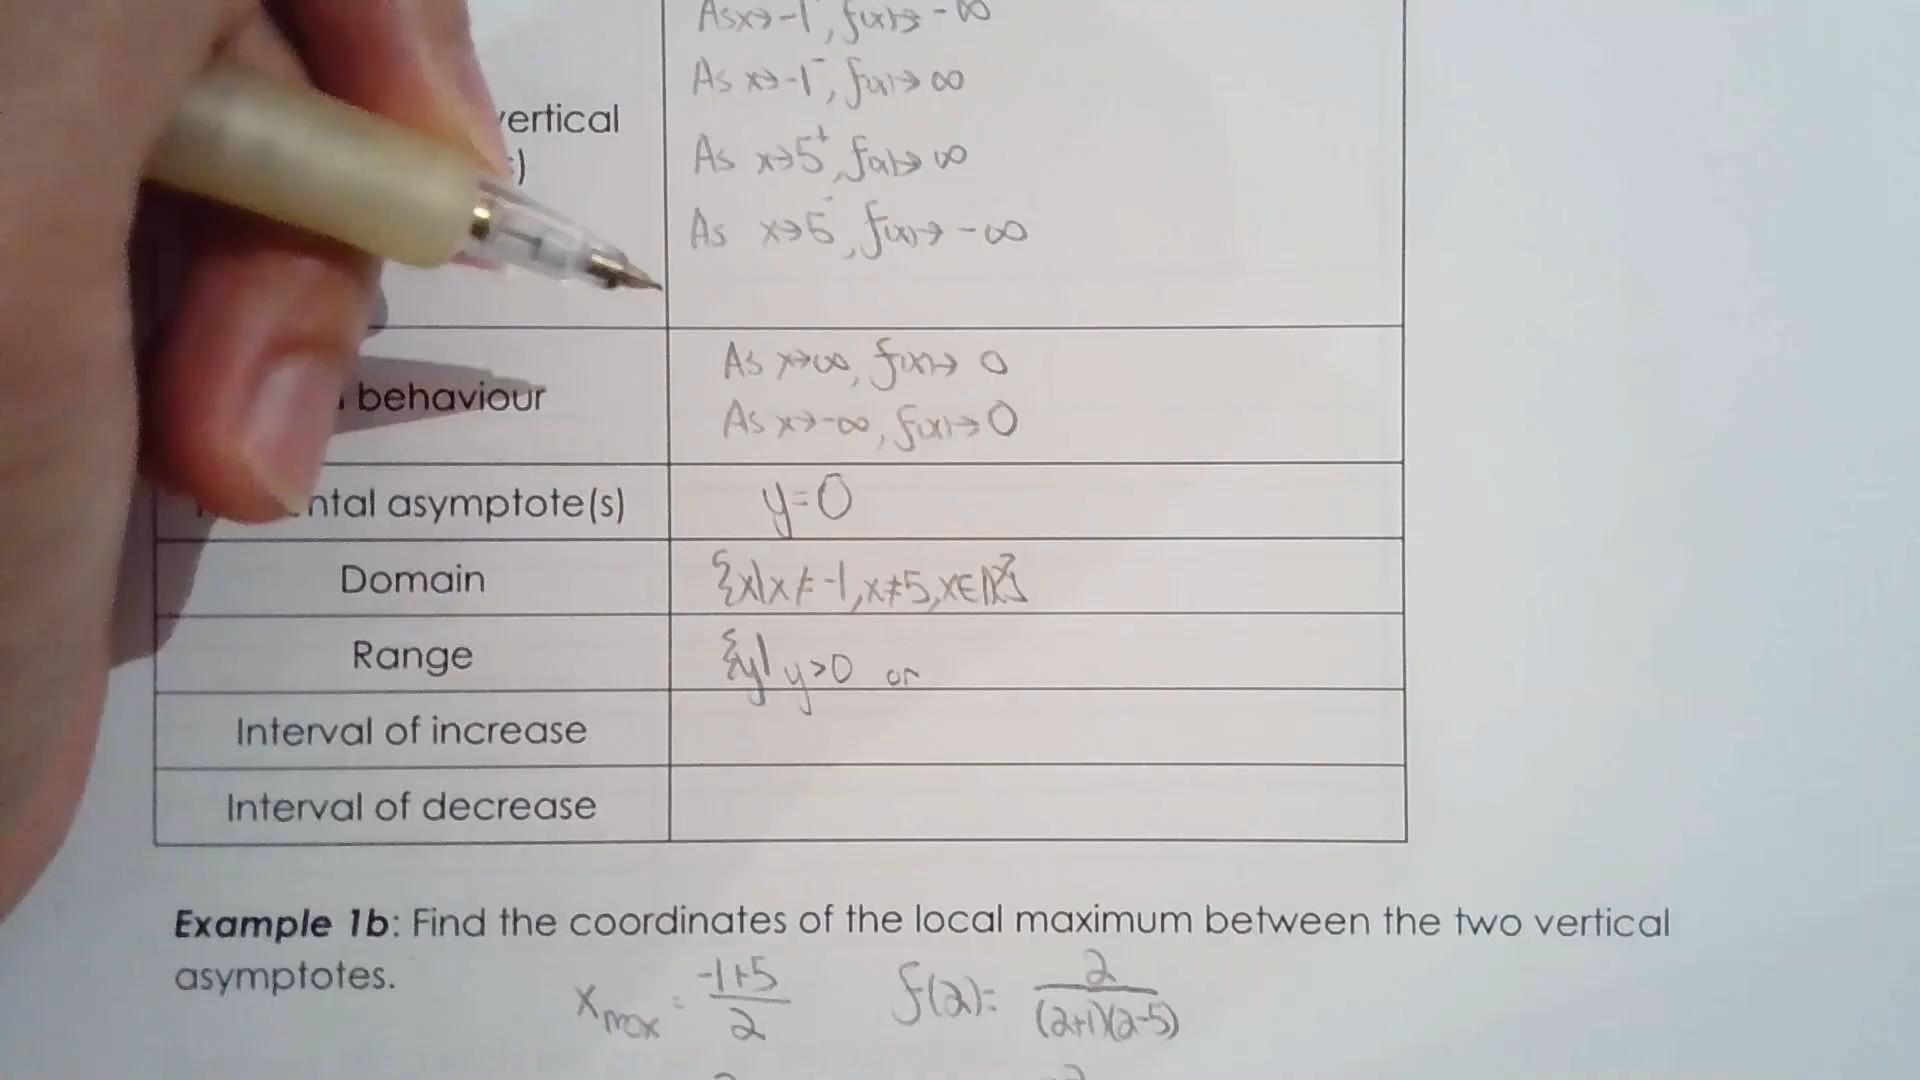 As x→-1⁺, f(x)→ -∞
As x→-1⁻, f(x)→ ∞
vertical
)
As x→5⁺, f(x)→ ∞
As x→5⁻, f(x)→ -∞
behaviour
As x→∞, f(x)→ 0
As x→-∞, f(x)→ 0
ntal asymptote(s)
y=0
Domain
{x|x≠-1, x≠5, x∈ℝ}
Range
{y| y>0 or
Interval of increase
Interval of decrease
Example 1b: Find the coordinates of the local maximum between the two vertical
asymptotes.
x max = -1+5 / 2
f(2)= 2 / (2+1)(2-5)